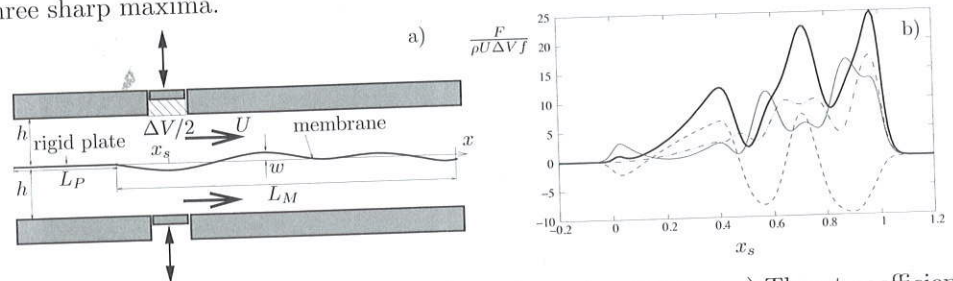 three sharp maxima.
a)
h
ΔV/2
U
membrane
x
rigid plate
x_s
w
h
L_P
L_M
F
ρUΔVf
b)
25
20
15
10
5
0
−5
−10
−0.2
0
0.2
0.4
0.6
0.8
1
1.2
x_s